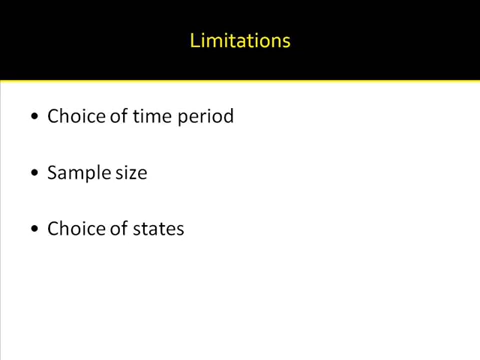 Limitations
• Choice of time period
• Sample size
• Choice of states